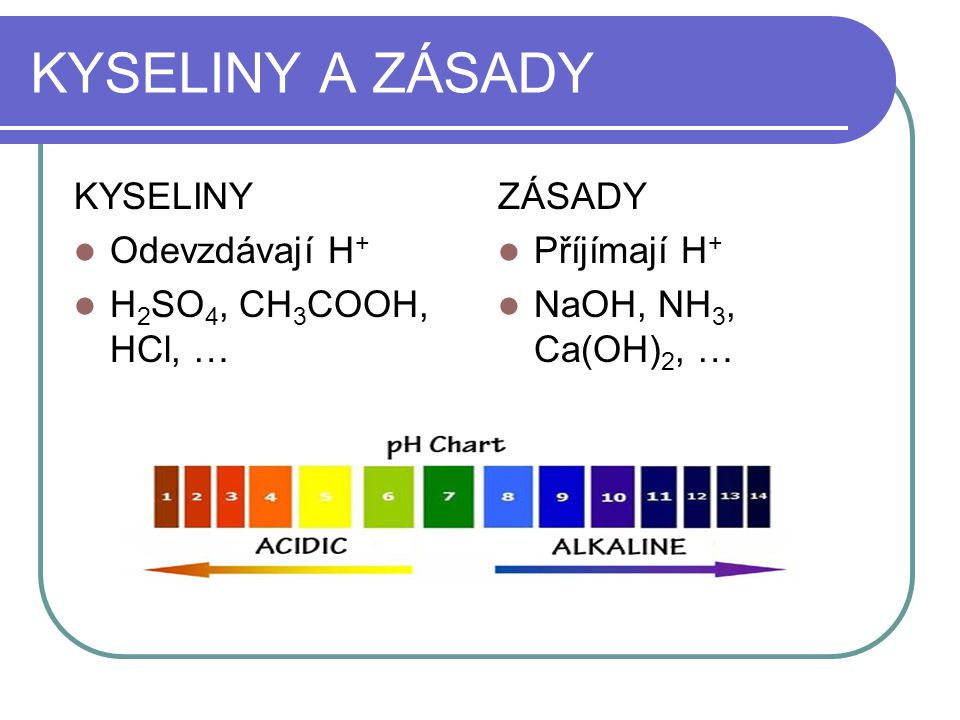 KYSELINY A ZÁSADY
KYSELINY
Odevzdávají H⁺
H₂SO₄, CH₃COOH,
HCl, …
ZÁSADY
Příjímají H⁺
NaOH, NH₃,
Ca(OH)₂, …
pH Chart
1 2 3 4 5 6 7 8 9 10 11 12 13 14
ACIDIC ALKALINE